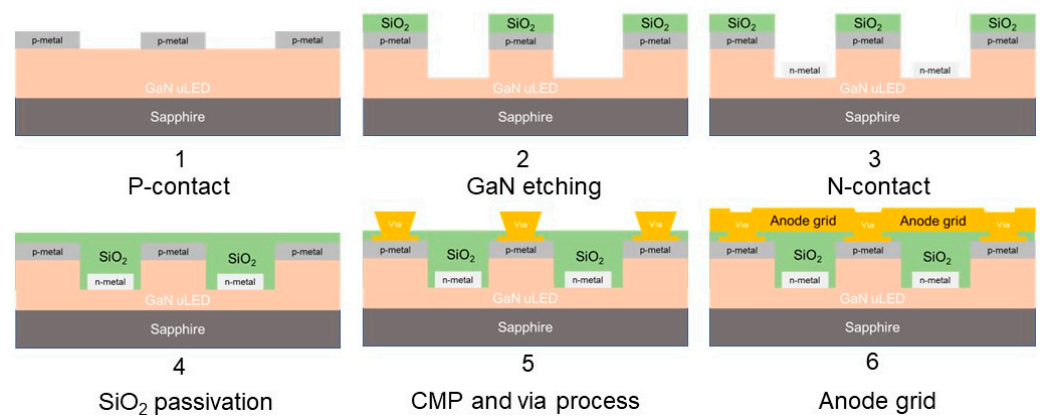 p-metal p-metal p-metal
GaN uLED
Sapphire
1
P-contact
SiO₂ SiO₂ SiO₂
p-metal p-metal p-metal
GaN uLED
Sapphire
2
GaN etching
SiO₂ SiO₂ SiO₂
p-metal p-metal p-metal
n-metal n-metal
GaN uLED
Sapphire
3
N-contact
p-metal p-metal p-metal
SiO₂ SiO₂
n-metal n-metal
GaN uLED
Sapphire
4
SiO₂ passivation
Via Via Via
p-metal p-metal p-metal
SiO₂ SiO₂
n-metal n-metal
GaN uLED
Sapphire
5
CMP and via process
Via Anode grid Via Anode grid Via
p-metal p-metal p-metal
SiO₂ SiO₂
n-metal n-metal
GaN uLED
Sapphire
6
Anode grid